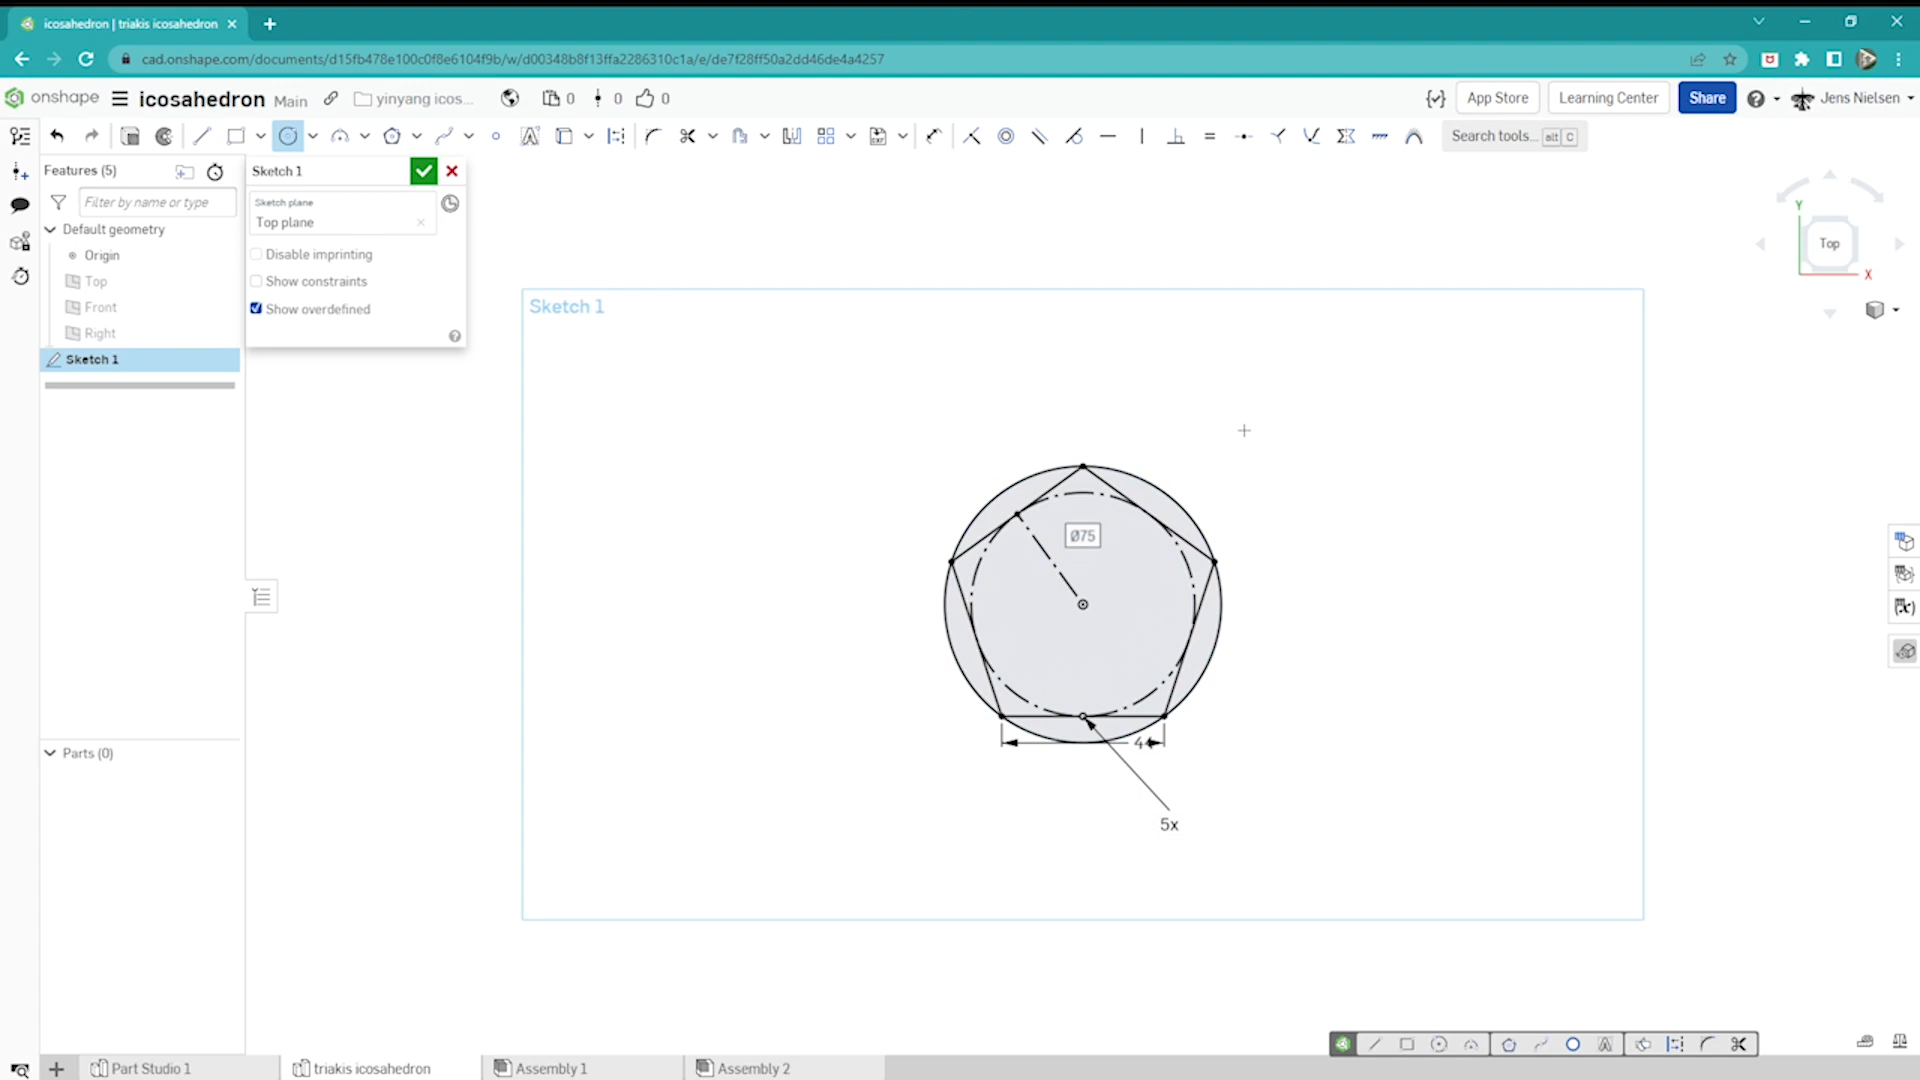 icosahedron | triakis icosahedron
cad.onshape.com/documents/d15fb478e100c0f8e6104f9b/w/d00348b8f13ffa2286310c1a/e/de7f28ff50a2dd46de4a4257
onshape icosahedron Main yinyang icos... 0 0 0 App Store Learning Center Share Jens Nielsen
Search tools... alt C
Features (5)
Filter by name or type
Default geometry
Origin
Top
Front
Right
Sketch 1
Parts (0)
Sketch 1
Sketch plane
Top plane
Disable imprinting
Show constraints
Show overdefined
Sketch 1
Ø75
5x
Y
Top
X
Part Studio 1 triakis icosahedron Assembly 1 Assembly 2